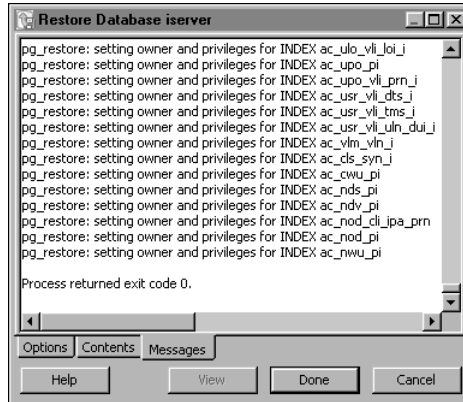 Restore Database iserver
pg_restore: setting owner and privileges for INDEX ac_ulo_vli_loi_i
pg_restore: setting owner and privileges for INDEX ac_upo_pi
pg_restore: setting owner and privileges for INDEX ac_upo_vli_prn_i
pg_restore: setting owner and privileges for INDEX ac_usr_vli_dts_i
pg_restore: setting owner and privileges for INDEX ac_usr_vli_tms_i
pg_restore: setting owner and privileges for INDEX ac_usr_vli_uln_dui_i
pg_restore: setting owner and privileges for INDEX ac_vlm_vln_i
pg_restore: setting owner and privileges for INDEX ac_cls_syn_i
pg_restore: setting owner and privileges for INDEX ac_cwu_pi
pg_restore: setting owner and privileges for INDEX ac_nds_pi
pg_restore: setting owner and privileges for INDEX ac_ndv_pi
pg_restore: setting owner and privileges for INDEX ac_nod_cli_ipa_prn
pg_restore: setting owner and privileges for INDEX ac_nod_pi
pg_restore: setting owner and privileges for INDEX ac_nwu_pi
Process returned exit code 0.
Options Contents Messages
Help View Done Cancel